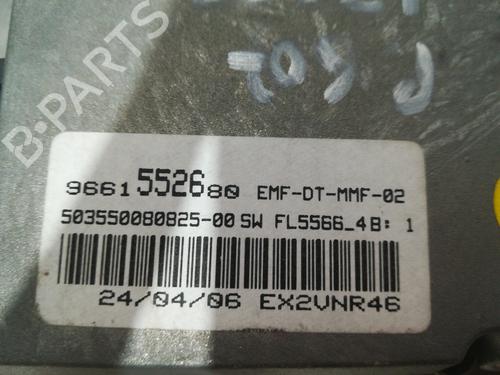 B-PARTS
9661552680 EMF-DT-MMF-02
503550080825-00 SW FL5566_4B: 1
24/04/06 EX2VNR46